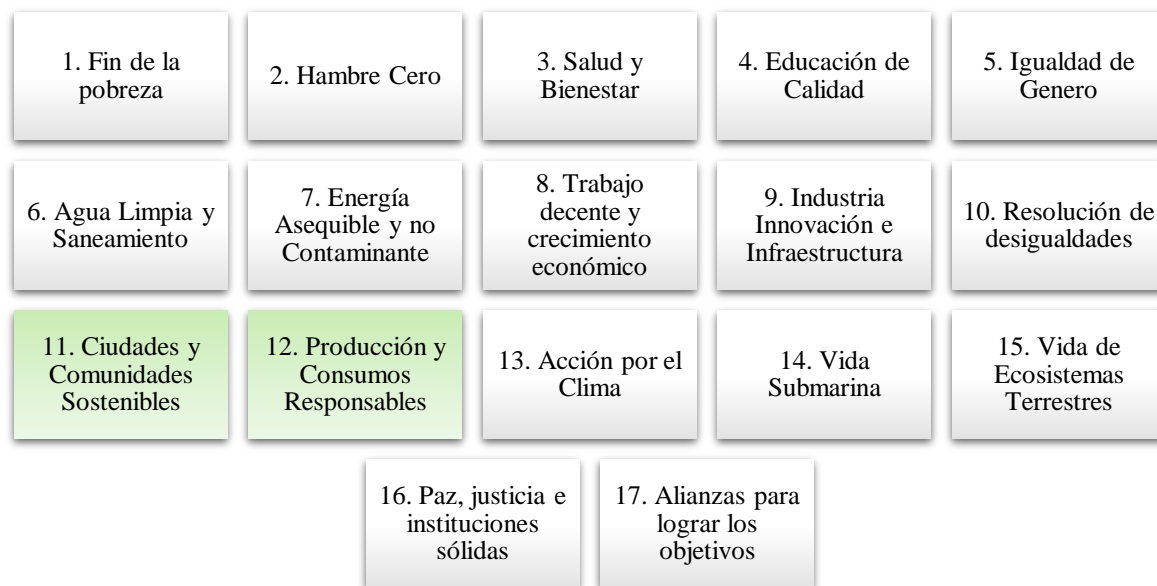 1. Fin de la
pobreza
2. Hambre Cero
3. Salud y
Bienestar
4. Educación de
Calidad
5. Igualdad de
Genero
6. Agua Limpia y
Saneamiento
7. Energía
Asequible y no
Contaminante
8. Trabajo
decente y
crecimiento
económico
9. Industria
Innovación e
Infraestructura
10. Resolución de
desigualdades
11. Ciudades y
Comunidades
Sostenibles
12. Producción y
Consumos
Responsables
13. Acción por el
Clima
14. Vida
Submarina
15. Vida de
Ecosistemas
Terrestres
16. Paz, justicia e
instituciones
sólidas
17. Alianzas para
lograr los
objetivos